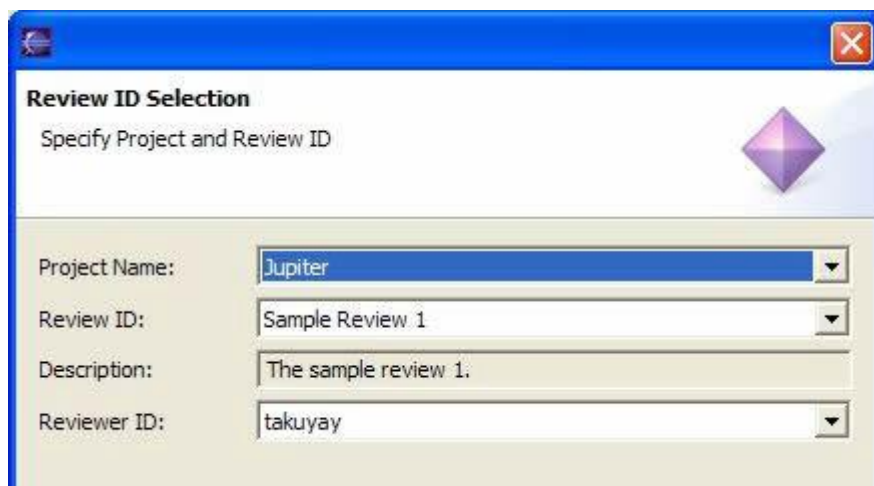 Review ID Selection
Specify Project and Review ID
Project Name: Jupiter
Review ID: Sample Review 1
Description: The sample review 1.
Reviewer ID: takuyay